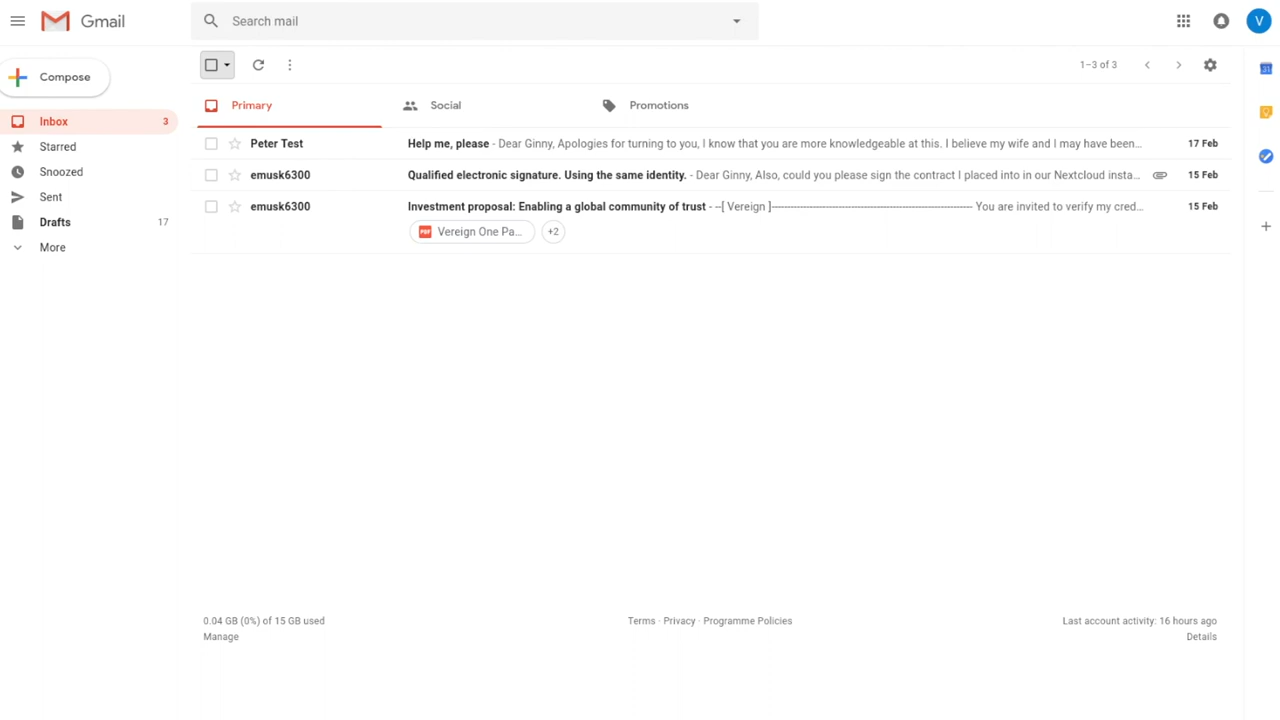 Gmail
Search mail
V
Compose
1–3 of 3
31
Inbox 3
Starred
Snoozed
Sent
Drafts 17
More
Primary
Social
Promotions
Peter Test Help me, please - Dear Ginny, Apologies for turning to you, I know that you are more knowledgeable at this. I believe my wife and I may have been... 17 Feb
emusk6300 Qualified electronic signature. Using the same identity. - Dear Ginny, Also, could you please sign the contract I placed into in our Nextcloud insta... 15 Feb
emusk6300 Investment proposal: Enabling a global community of trust - --[ Vereign ]---------------------------------------------------------------- You are invited to verify my cred... 15 Feb
PDF Vereign One Pa... +2
0.04 GB (0%) of 15 GB used
Manage
Terms · Privacy · Programme Policies
Last account activity: 16 hours ago
Details